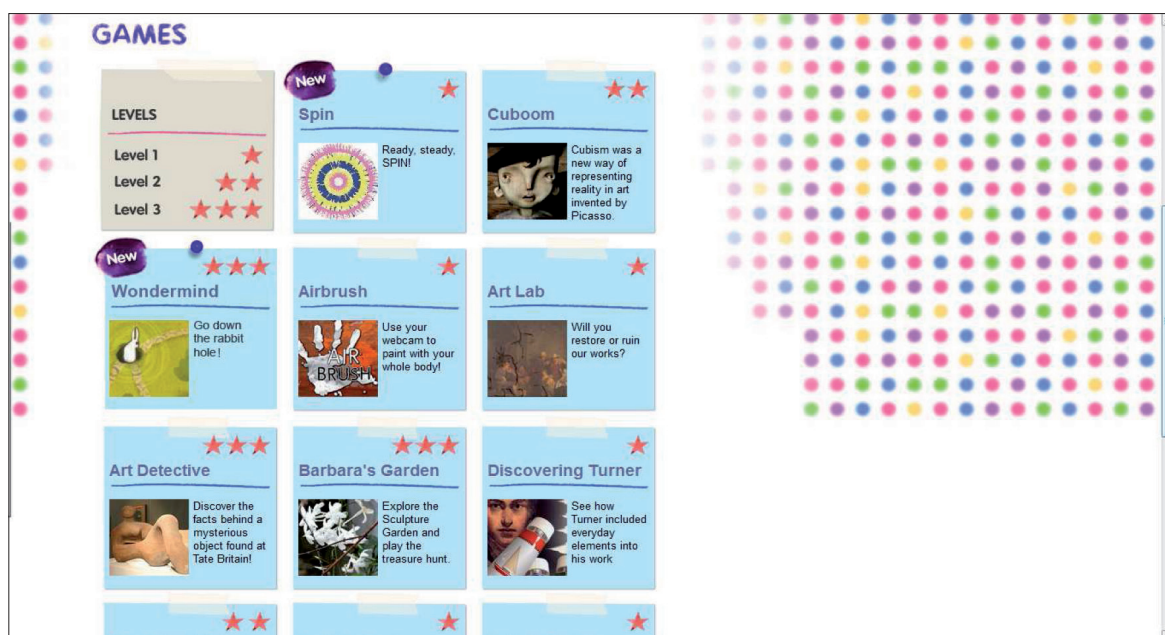 GAMES
LEVELS
Level 1
Level 2
Level 3
New
Spin
Ready, steady,
SPIN!
Cuboom
Cubism was a
new way of
representing
reality in art
invented by
Picasso.
New
Wondermind
Go down
the rabbit
hole!
Airbrush
AIR
BRUSH
Use your
webcam to
paint with your
whole body!
Art Lab
Will you
restore or ruin
our works?
Art Detective
Discover the
facts behind a
mysterious
object found at
Tate Britain!
Barbara's Garden
Explore the
Sculpture
Garden and
play the
treasure hunt.
Discovering Turner
See how
Turner included
everyday
elements into
his work